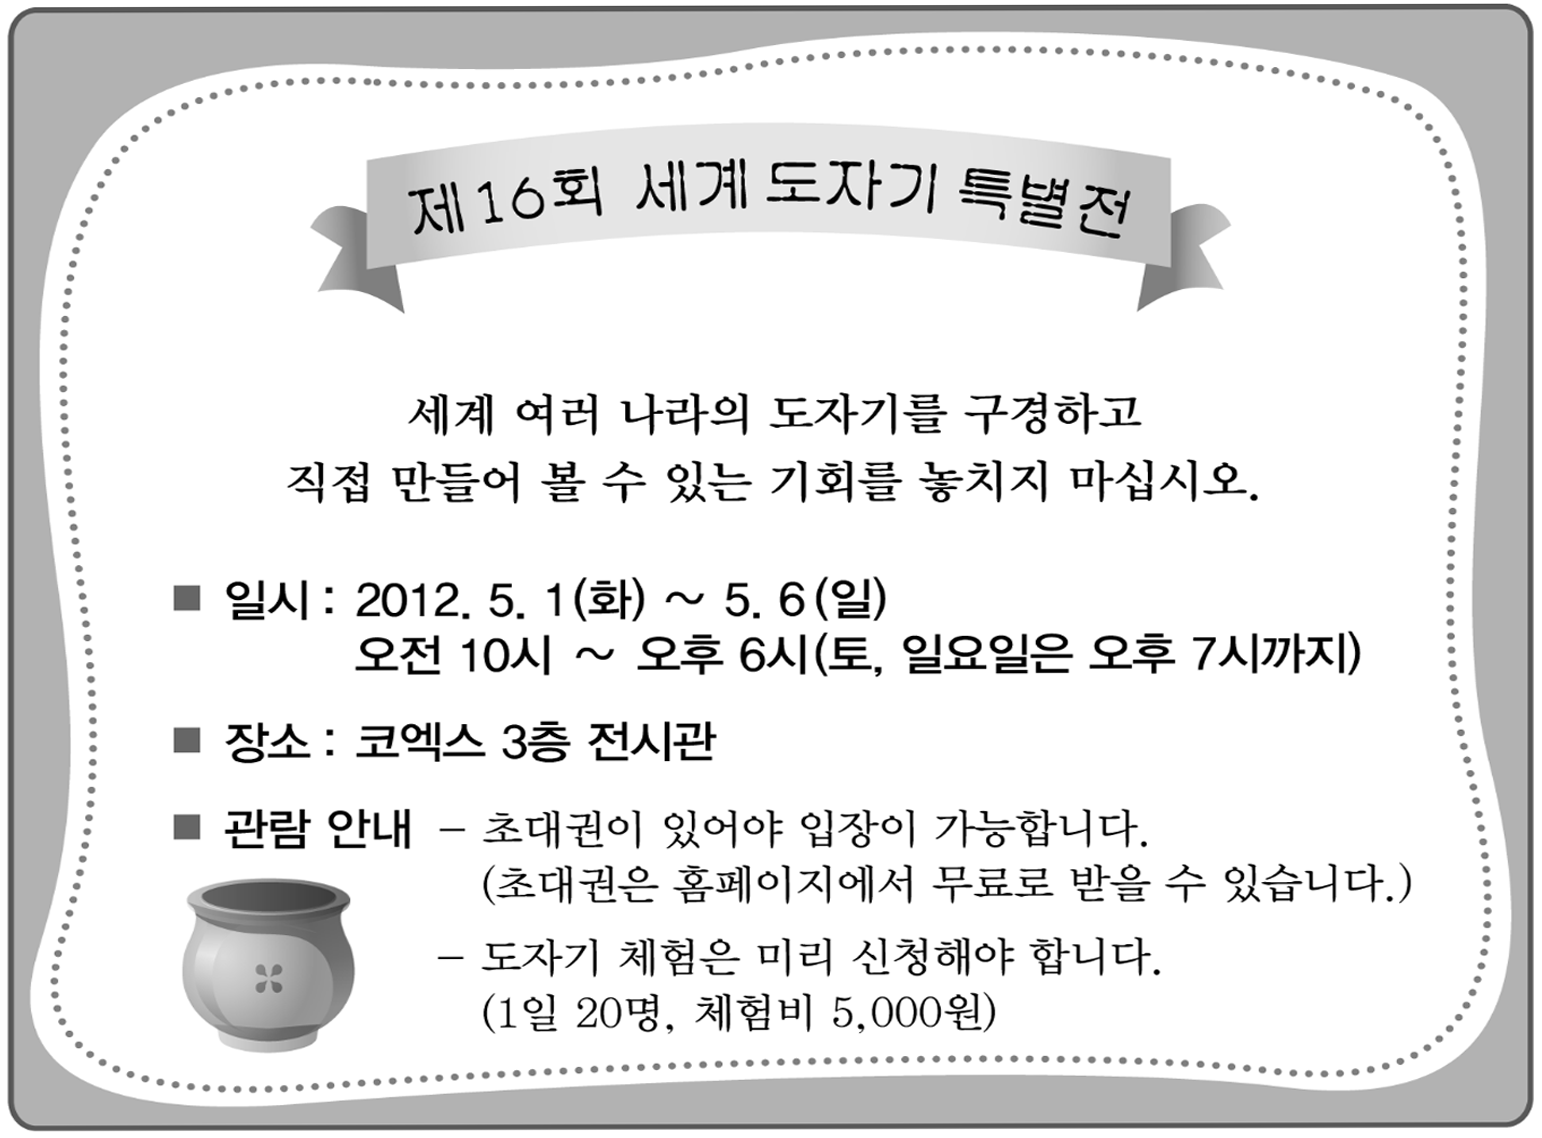 제16회 세계 도자기 특별전
세계 여러 나라의 도자기를 구경하고
직접 만들어 볼 수 있는 기회를 놓치지 마십시오.
■ 일시 : 2012. 5. 1(화) ~ 5. 6(일)
오전 10시 ~ 오후 6시(토, 일요일은 오후 7시까지)
■ 장소 : 코엑스 3층 전시관
■ 관람 안내 - 초대권이 있어야 입장이 가능합니다.
(초대권은 홈페이지에서 무료로 받을 수 있습니다.)
- 도자기 체험은 미리 신청해야 합니다.
(1일 20명, 체험비 5,000원)